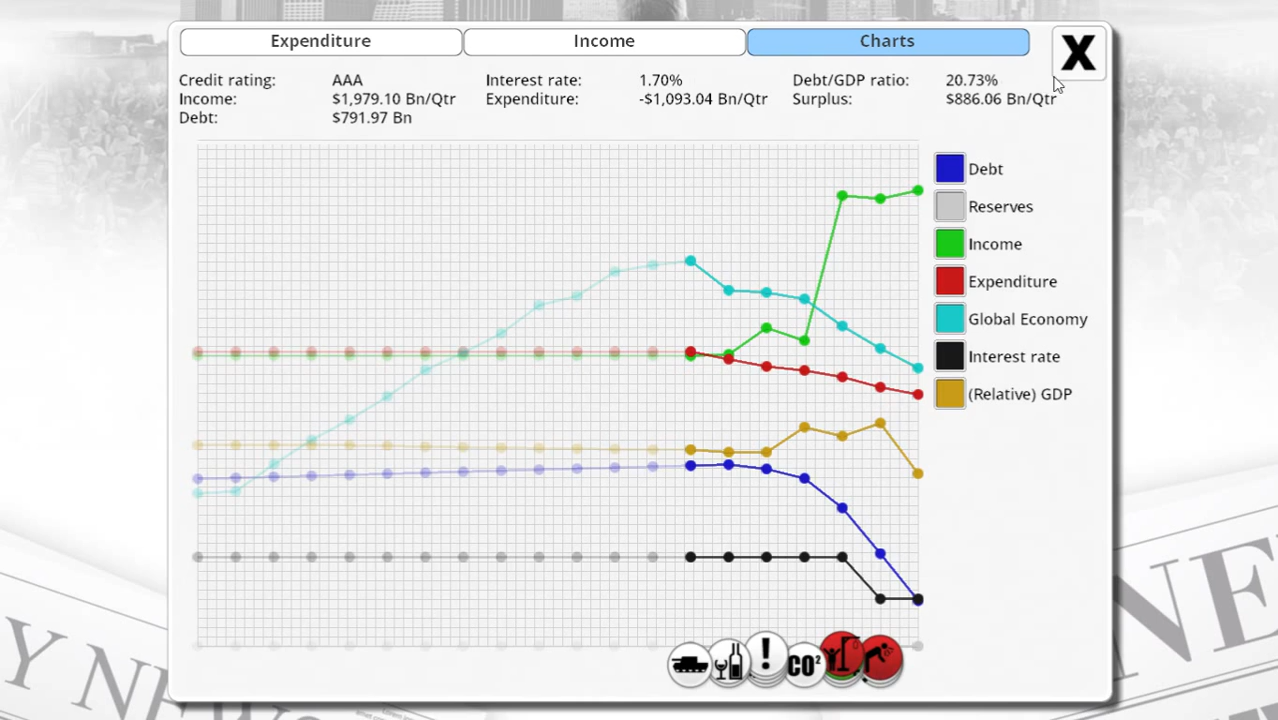 Expenditure Income Charts X
Credit rating: AAA Interest rate: 1.70% Debt/GDP ratio: 20.73%
Income: $1,979.10 Bn/Qtr Expenditure: -$1,093.04 Bn/Qtr Surplus: $886.06 Bn/Qtr
Debt: $791.97 Bn
Debt
Reserves
Income
Expenditure
Global Economy
Interest rate
(Relative) GDP
! CO²
Y NEWS
NE